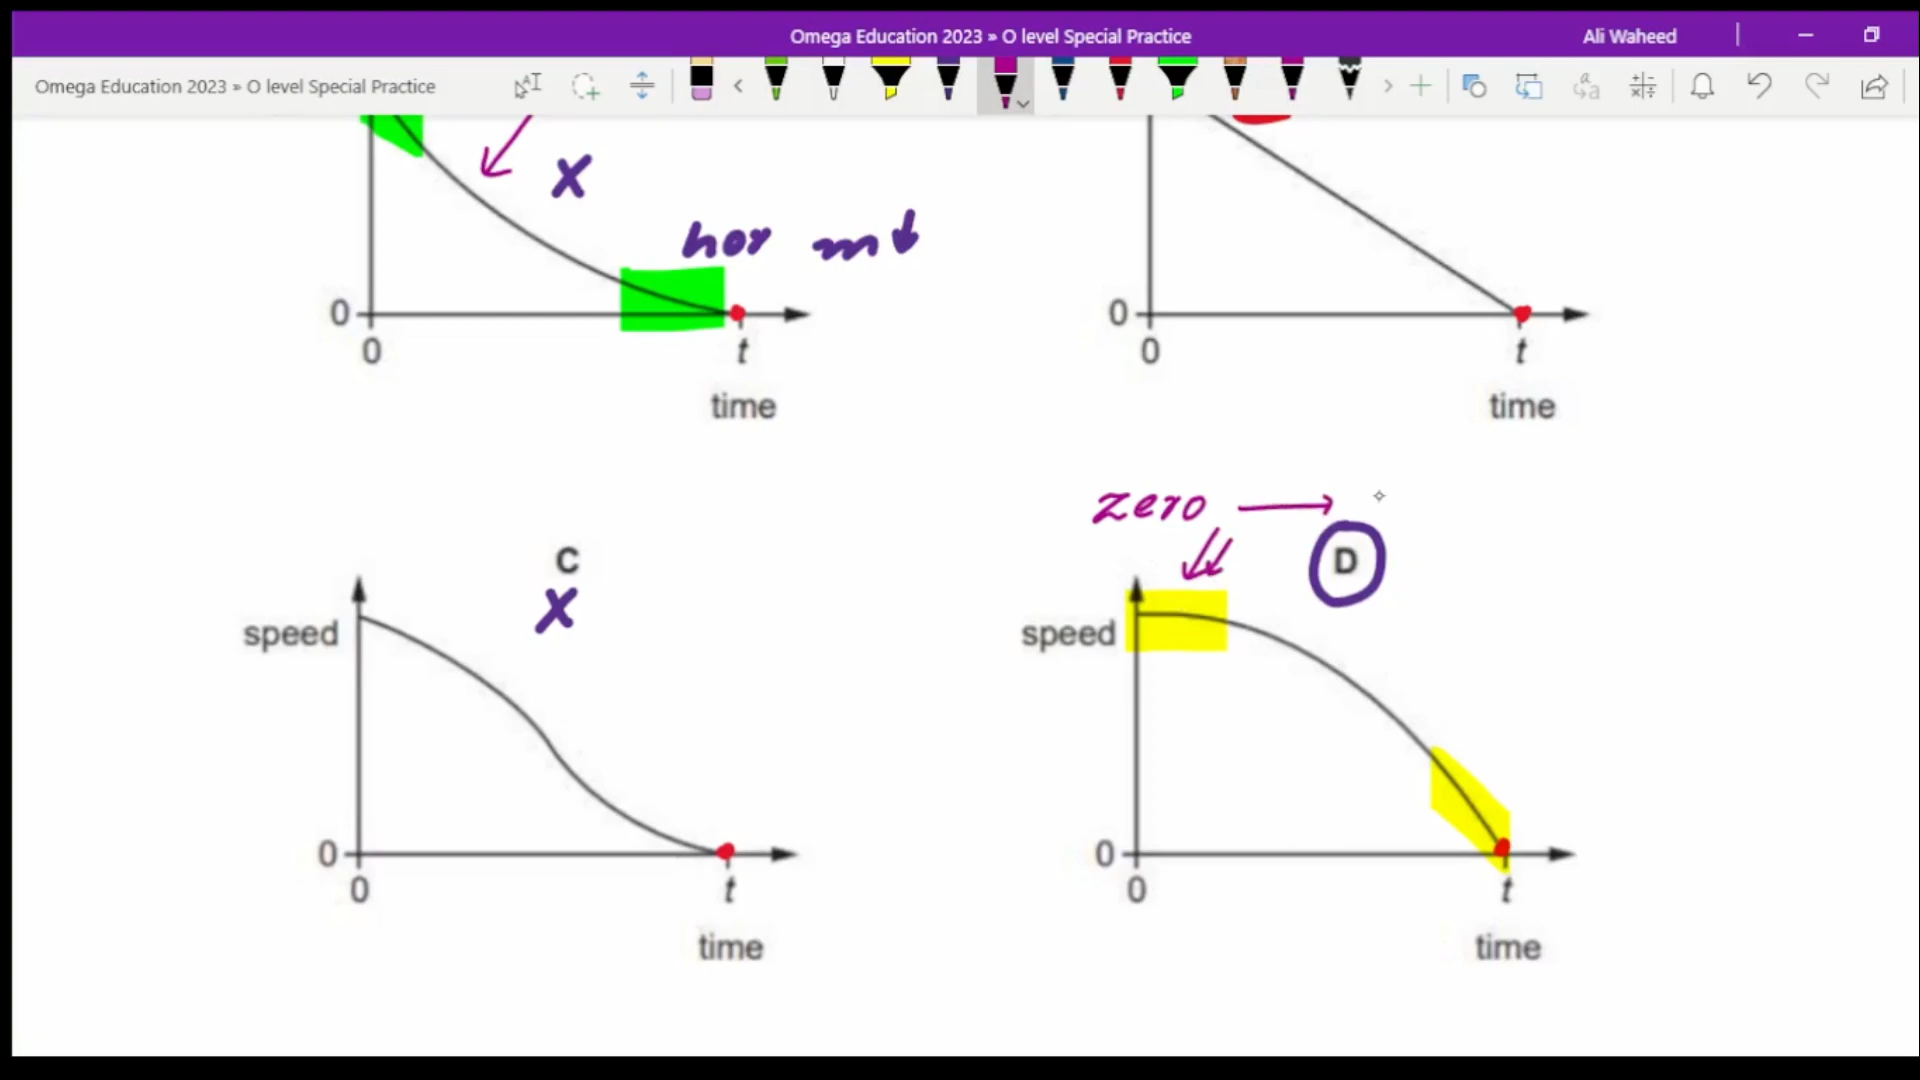 Omega Education 2023 » O level Special Practice
Ali Waheed
Omega Education 2023 » O level Special Practice
X
hor m↓
0
0
t
time
0
0
t
time
zero →
C
X
speed
0
0
t
time
D
speed
0
0
t
time